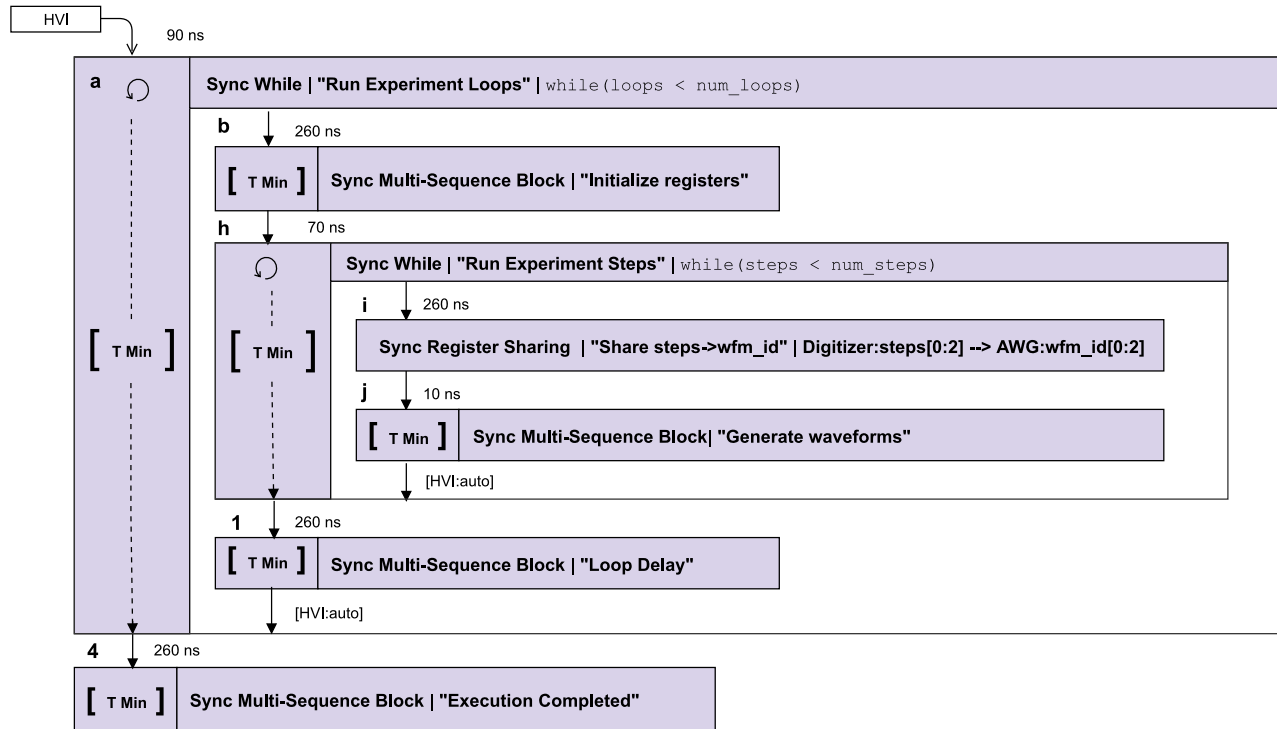 HVI
90 ns
a
Sync While | "Run Experiment Loops" | while(loops < num_loops)
b
260 ns
[ T Min ]
Sync Multi-Sequence Block | "Initialize registers"
h
70 ns
Sync While | "Run Experiment Steps" | while(steps < num_steps)
i
260 ns
[ T Min ]
[ T Min ]
Sync Register Sharing | "Share steps->wfm_id" | Digitizer:steps[0:2] --> AWG:wfm_id[0:2]
j
10 ns
[ T Min ]
Sync Multi-Sequence Block| "Generate waveforms"
[HVI:auto]
1
260 ns
[ T Min ]
Sync Multi-Sequence Block | "Loop Delay"
[HVI:auto]
4
260 ns
[ T Min ]
Sync Multi-Sequence Block | "Execution Completed"